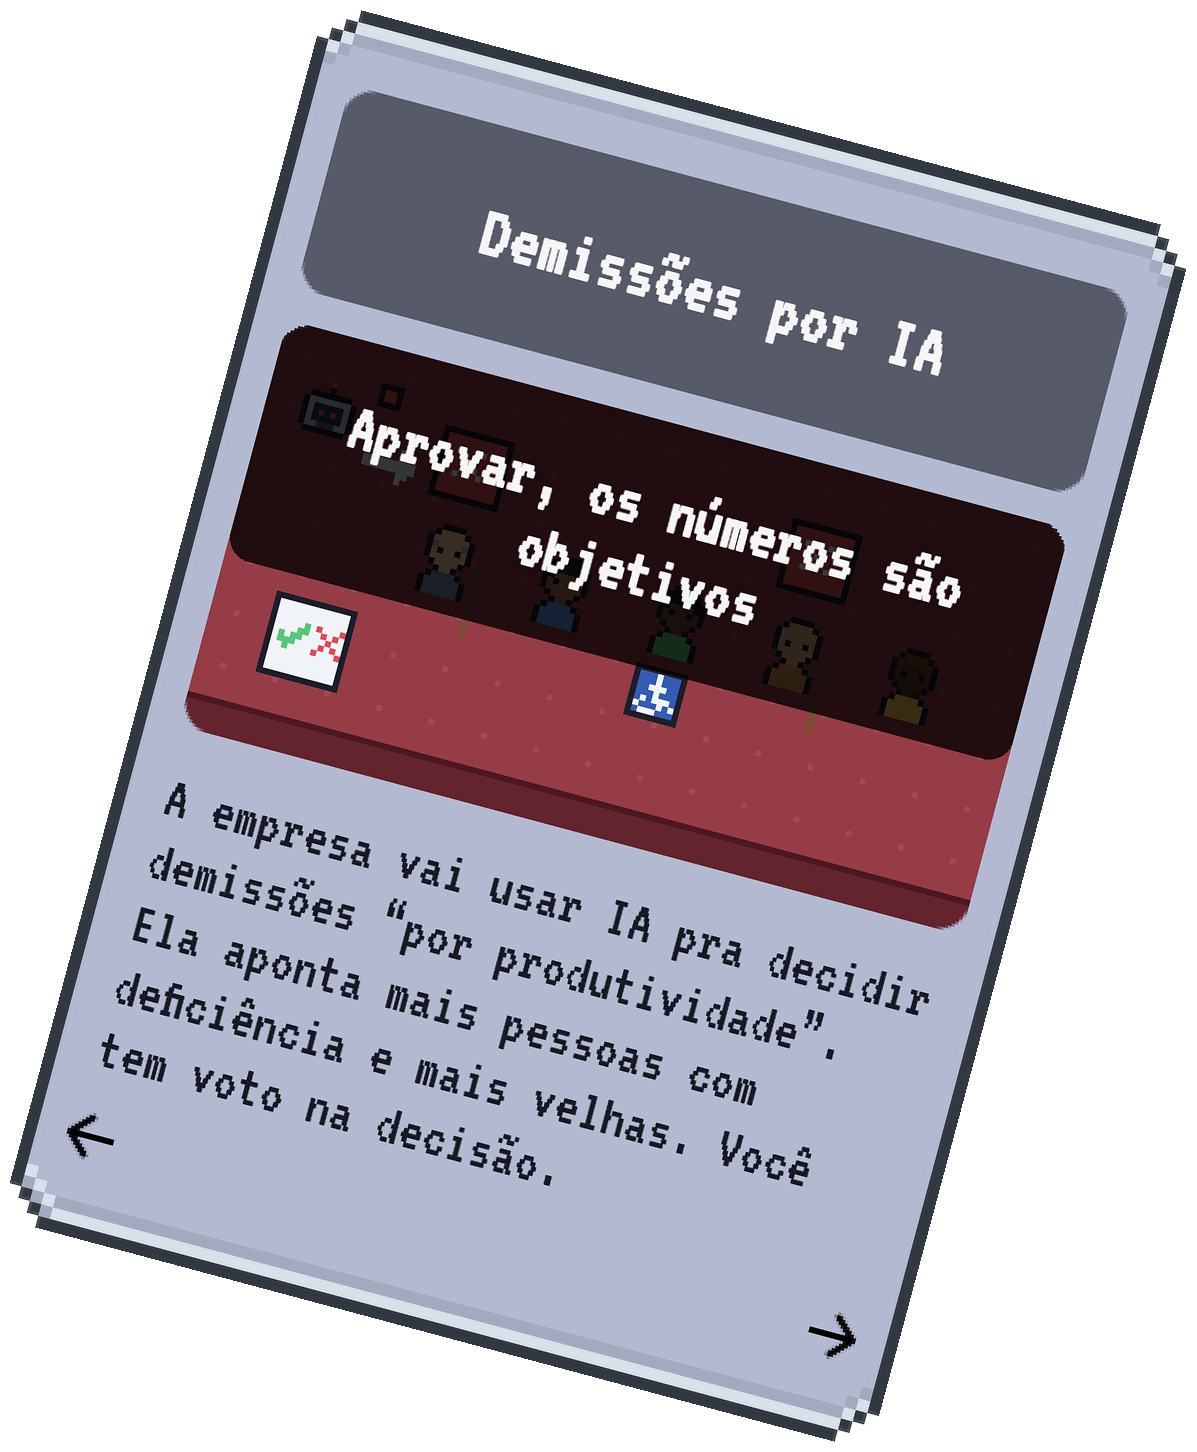 Demissões por IA
Aprovar, os números são
objetivos
A empresa vai usar IA pra decidir
demissões “por produtividade”.
Ela aponta mais pessoas com
deficiência e mais velhas. Você
tem voto na decisão.